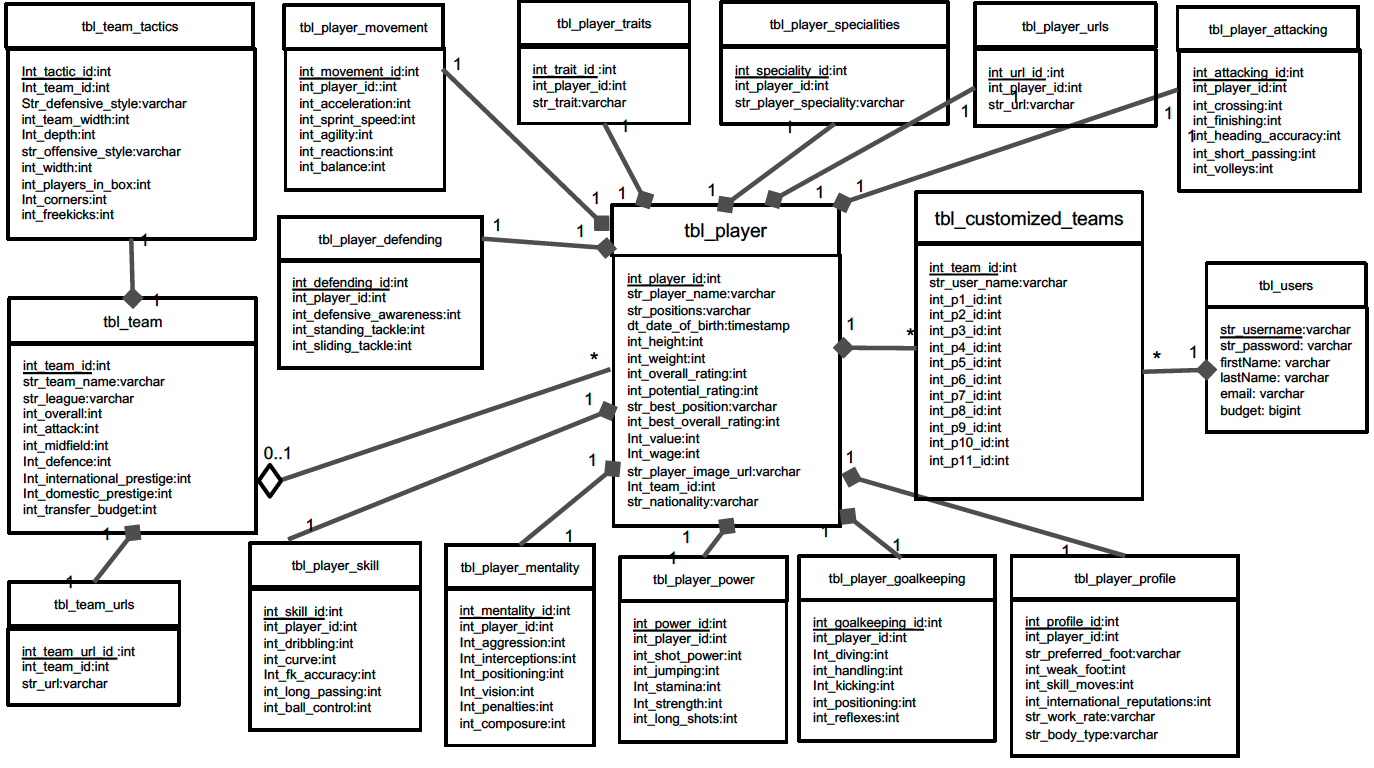 tbl_team_tactics
Int_tactic_id:int
Int_team_id:int
Str_defensive_style:varchar
int_team_width:int
Int_depth:int
str_offensive_style:varchar
int_width:int
int_players_in_box:int
Int_corners:int
int_freekicks:int
tbl_player_movement
int_movement_id:int
int_player_id::int
int_acceleration:int
int_sprint_speed:int
int_agility:int
int_reactions:int
int_balance:int
tbl_player_traits
int_trait_id :int
int_player_id:int
str_trait:varchar
tbl_player_specialities
int_speciality_id:int
int_player_id:int
str_player_speciality:varchar
tbl_player_urls
int_url_id :int
int_player_id:int
str_url:varchar
1
tbl_player_attacking
int_attacking_id:int
int_player_id:int
int_crossing:int
int_finishing:int
int_heading_accuracy:int
int_short_passing:int
int_volleys:int
1
1
1
1
1
1
1
1
1
1
1
1
1
1
tbl_player_defending
int_defending_id:int
int_player_id:int
int_defensive_awareness:int
int_standing_tackle:int
int_sliding_tackle:int
1
1
tbl_team
int_team_id:int
str_team_name:varchar
str_league:varchar
int_overall:int
int_attack:int
int_midfield:int
Int_defence:int
Int_international_prestige:int
Int_domestic_prestige:int
int_transfer_budget:int
tbl_player
int_player_id:int
str_player_name:varchar
str_positions:varchar
dt_date_of_birth:timestamp
int_height:int
int_weight:int
int_overall_rating:int
int_potential_rating:int
str_best_position:varchar
int_best_overall_rating:int
Int_value:int
Int_wage:int
str_player_image_url:varchar
Int_team_id:int
str_nationality:varchar
tbl_customized_teams
int_team_id:int
str_user_name:varchar
int_p1_id:int
int_p2_id:int
int_p3_id:int
int_p4_id:int
int_p5_id:int
int_p6_id:int
int_p7_id:int
int_p8_id:int
int_p9_id:int
int_p10_id:int
int_p11_id:int
tbl_users
str_username:varchar
str_password: varchar
firstName: varchar
lastName: varchar
email: varchar
budget: bigint
1
*
*
1
*
0..1
1
1
1
1
1
1
1
1
1
1
1
1
tbl_team_urls
int_team_url_id :int
int_team_id:int
str_url:varchar
tbl_player_skill
int_skill_id:int
int_player_id:int
int_dribbling:int
int_curve:int
Int_fk_accuracy:int
int_long_passing:int
int_ball_control:int
tbl_player_mentality
int_mentality_id:int
int_player_id:int
Int_aggression:int
Int_interceptions:int
Int_positioning:int
Int_vision:int
Int_penalties:int
int_composure:int
tbl_player_power
int_power_id:int
int_player_id:int
int_shot_power:int
int_jumping:int
Int_stamina:int
Int_strength:int
int_long_shots:int
tbl_player_goalkeeping
int_goalkeeping_id:int
int_player_id:int
Int_diving:int
int_handling:int
Int_kicking:int
int_positioning:int
int_reflexes:int
tbl_player_profile
int_profile_id:int
int_player_id:int
str_preferred_foot:varchar
int_weak_foot:int
int_skill_moves:int
int_international_reputations:int
str_work_rate:varchar
str_body_type:varchar